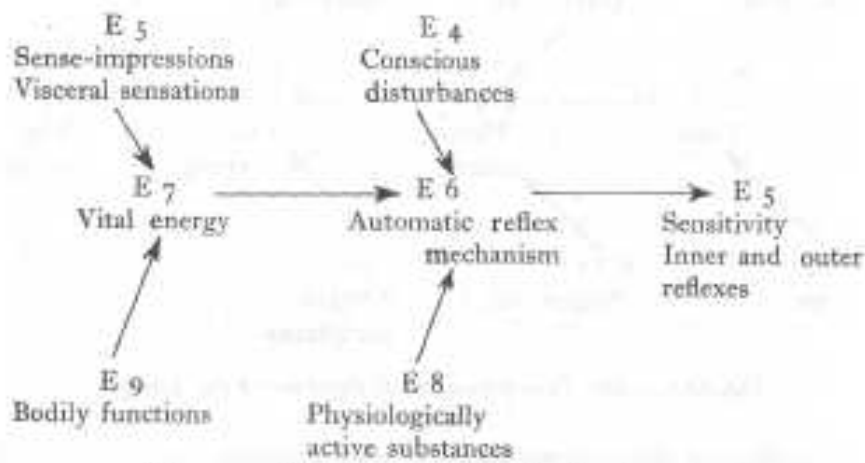 E 5
Sense-impressions
Visceral sensations
E 4
Conscious
disturbances
E 7
Vital energy
E 6
Automatic reflex
mechanism
E 5
Sensitivity
Inner and outer
reflexes
E 9
Bodily functions
E 8
Physiologically
active substances